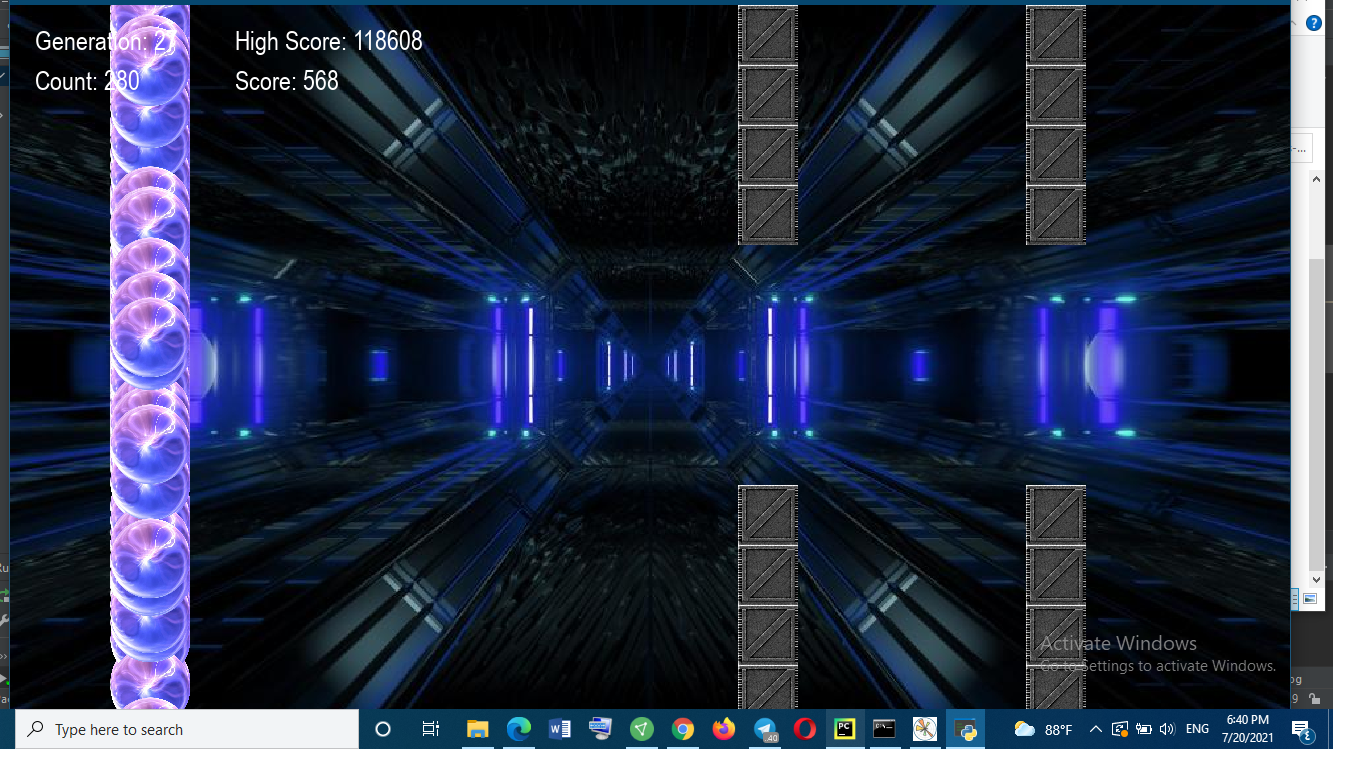 Generation: 27
High Score: 118608
Count: 280
Score: 568
Activate Windows
Go to Settings to activate Windows.
Type here to search
.40
PC
88°F
ENG
6:40 PM
7/20/2021